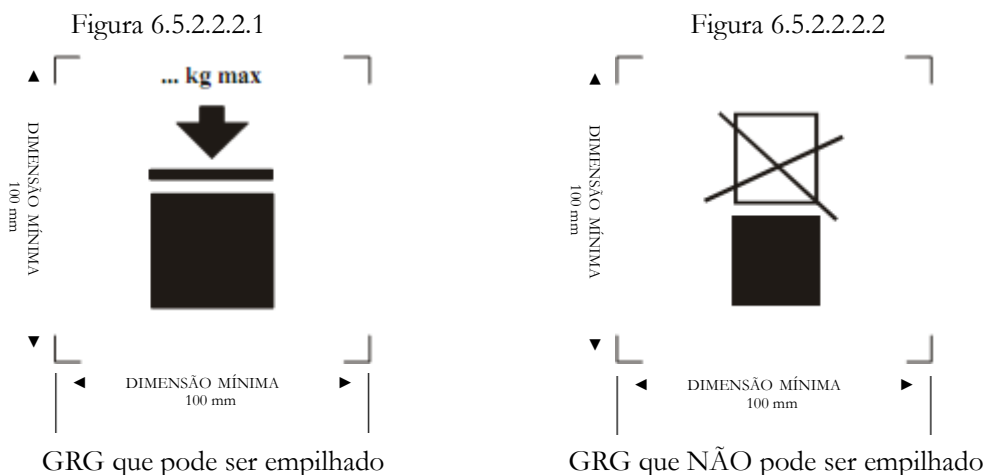 Figura 6.5.2.2.2.1
... kg max
DIMENSÃO MÍNIMA
100 mm
DIMENSÃO MÍNIMA
100 mm
GRG que pode ser empilhado
Figura 6.5.2.2.2.2
DIMENSÃO MÍNIMA
100 mm
DIMENSÃO MÍNIMA
100 mm
GRG que NÃO pode ser empilhado